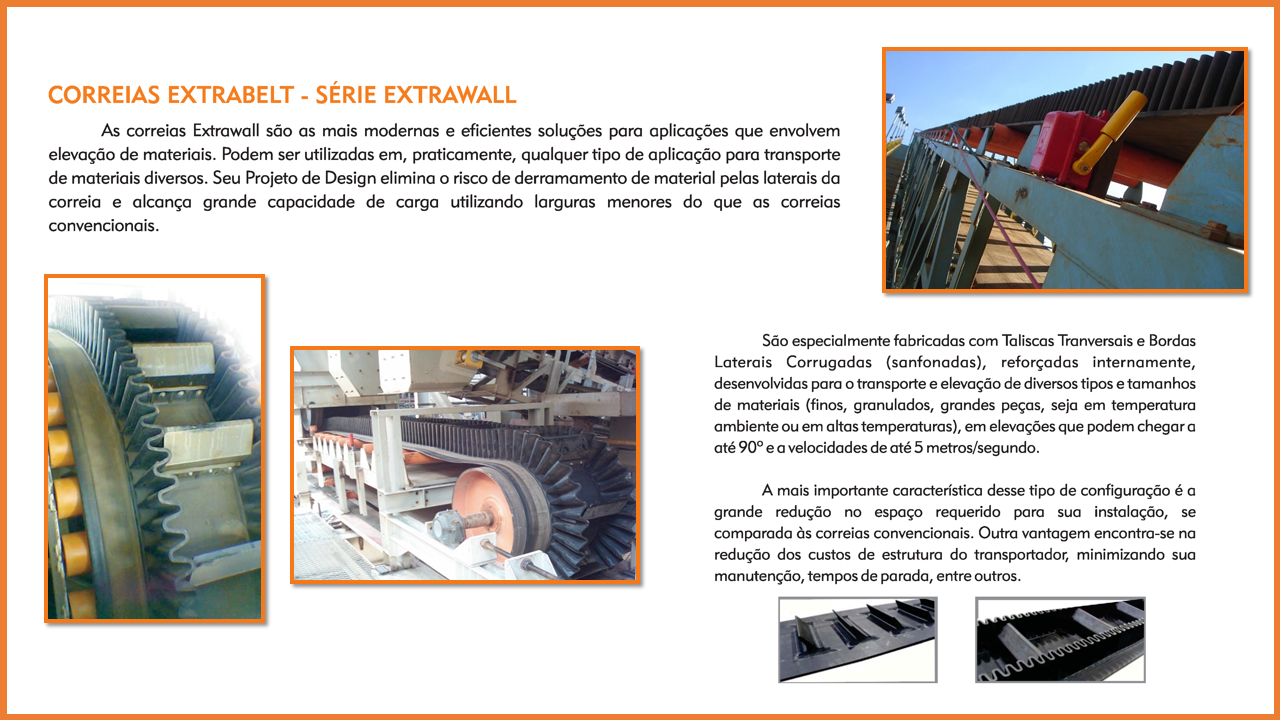 CORREIAS EXTRABELT - SÉRIE EXTRAWALL
As correias Extrawall são as mais modernas e eficientes soluções para aplicações que envolvem
elevação de materiais. Podem ser utilizadas em, praticamente, qualquer tipo de aplicação para transporte
de materiais diversos. Seu Projeto de Design elimina o risco de derramamento de material pelas laterais da
correia e alcança grande capacidade de carga utilizando larguras menores do que as correias
convencionais.
São especialmente fabricadas com Taliscas Tranversais e Bordas
Laterais Corrugadas (sanfonadas), reforçadas internamente,
desenvolvidas para o transporte e elevação de diversos tipos e tamanhos
de materiais (finos, granulados, grandes peças, seja em temperatura
ambiente ou em altas temperaturas), em elevações que podem chegar a
até 90º e a velocidades de até 5 metros/segundo.
A mais importante característica desse tipo de configuração é a
grande redução no espaço requerido para sua instalação, se
comparada às correias convencionais. Outra vantagem encontra-se na
redução dos custos de estrutura do transportador, minimizando sua
manutenção, tempos de parada, entre outros.